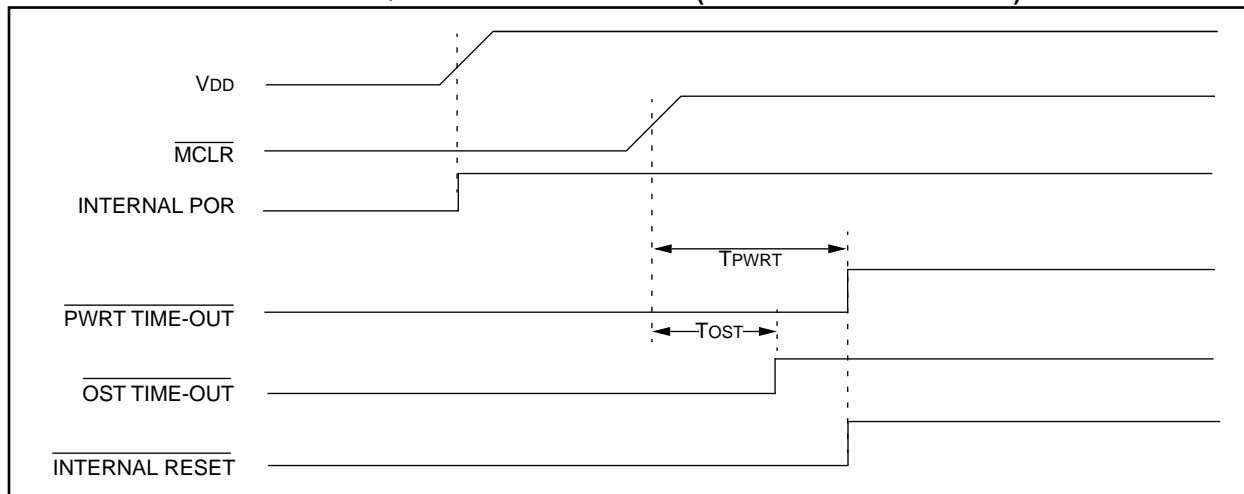 VDD
MCLR
INTERNAL POR
TPWRT
PWRT TIME-OUT
TOST
OST TIME-OUT
INTERNAL RESET